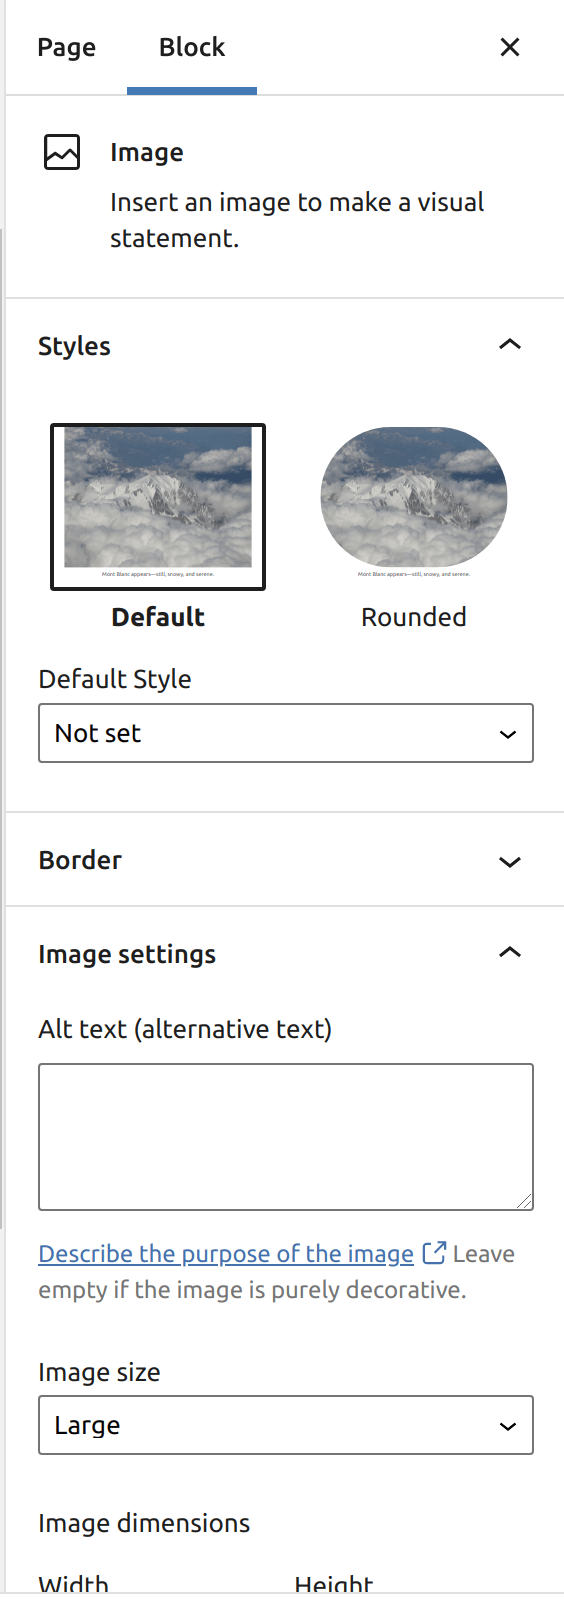 Page
Block
Image
Insert an image to make a visual
statement.
Styles
Mont Blanc appears—still, snowy, and serene.
Mont Blanc appears—still, snowy, and serene.
Default
Rounded
Default Style
Not set
Border
Image settings
Alt text (alternative text)
Describe the purpose of the image Leave
empty if the image is purely decorative.
Image size
Large
Image dimensions
Width
Height